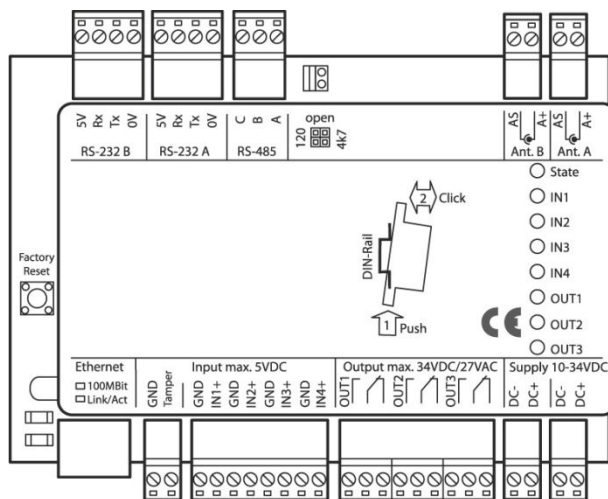 5V Rx Tx 0V
RS-232 B
5V Rx Tx 0V
RS-232 A
C B A
RS-485
open
120
4k7
AS A+
Ant. B
AS A+
Ant. A
State
IN1
IN2
IN3
IN4
OUT1
OUT2
OUT3
2 Click
DIN-Rail
1 Push
CE
Factory
Reset
Ethernet
100MBit
Link/Act
GND Tamper
Input max. 5VDC
GND IN1+ GND IN2+ GND IN3+ GND IN4+
Output max. 34VDC/27VAC
OUT1 OUT2 OUT3
Supply 10-34VDC
DC- DC+ DC- DC+